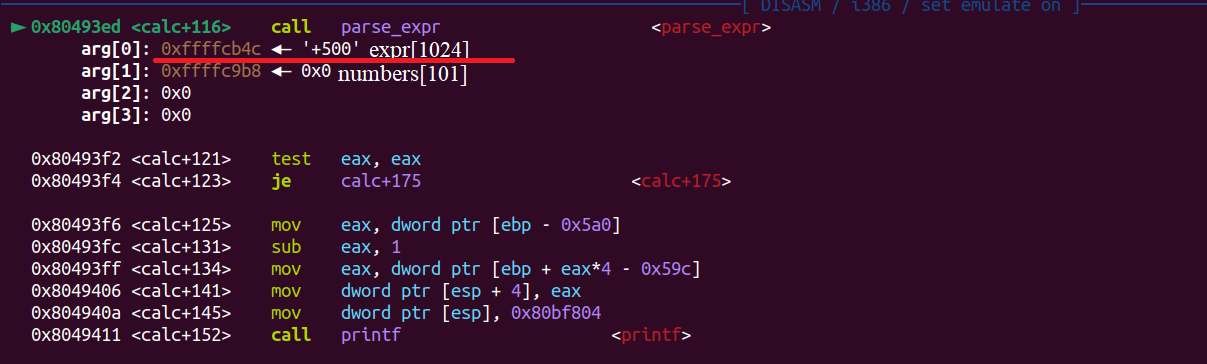 [ DISASM / i386 / set emulate on ]
► 0x80493ed <calc+116> call parse_expr <parse_expr>
arg[0]: 0xffffcb4c ◂— '+500' expr[1024]
arg[1]: 0xffffc9b8 ◂— 0x0 numbers[101]
arg[2]: 0x0
arg[3]: 0x0
0x80493f2 <calc+121> test eax, eax
0x80493f4 <calc+123> je calc+175 <calc+175>
0x80493f6 <calc+125> mov eax, dword ptr [ebp - 0x5a0]
0x80493fc <calc+131> sub eax, 1
0x80493ff <calc+134> mov eax, dword ptr [ebp + eax*4 - 0x59c]
0x8049406 <calc+141> mov dword ptr [esp + 4], eax
0x804940a <calc+145> mov dword ptr [esp], 0x80bf804
0x8049411 <calc+152> call printf <printf>